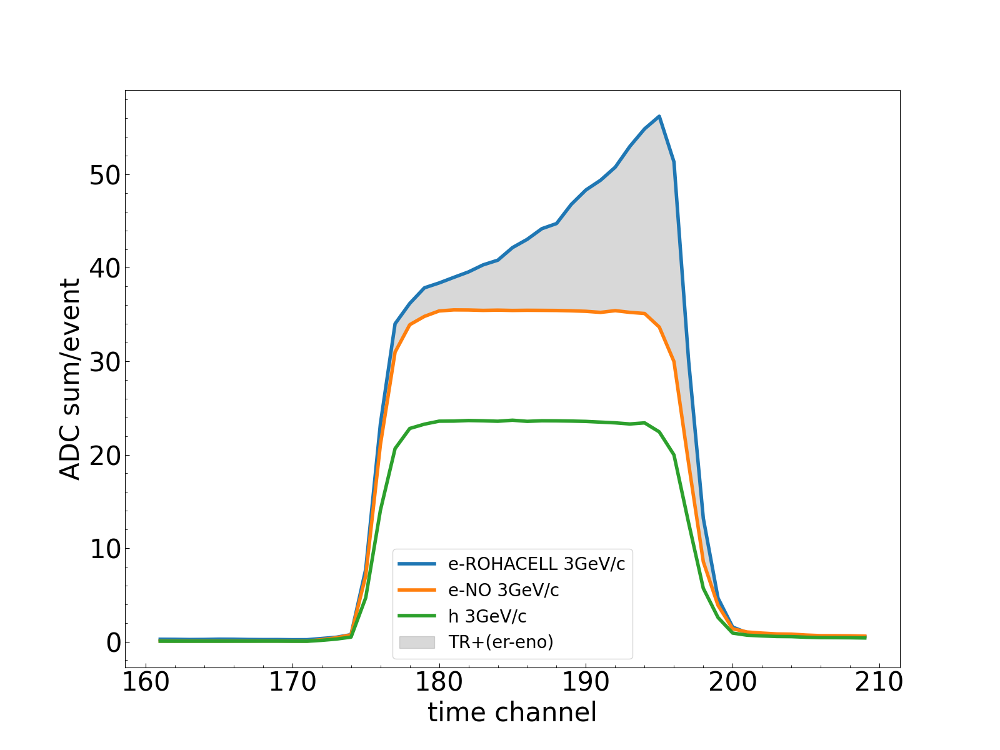 50
40
30
20
10
0
ADC sum/event
e-ROHACELL 3GeV/c
e-NO 3GeV/c
h 3GeV/c
TR+(er-eno)
160 170 180 190 200 210
time channel